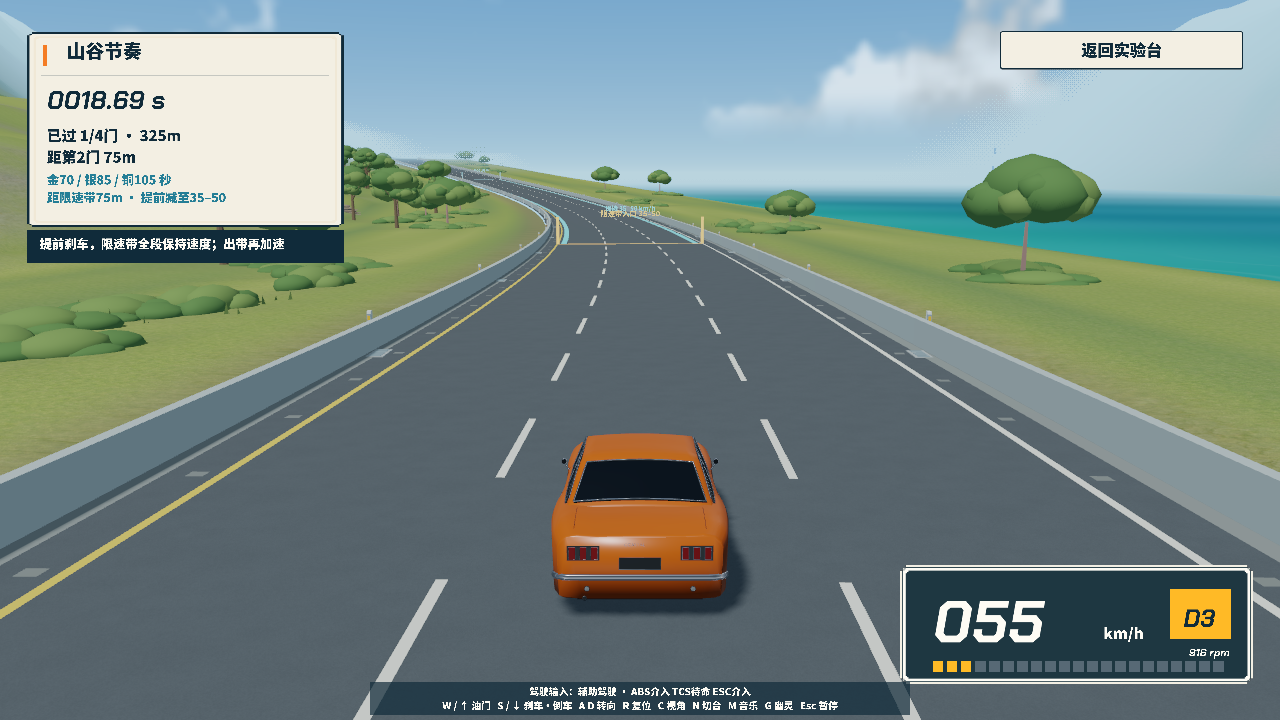 山谷节奏
0018.69 s
已过 1/4门 · 325m
距第2门 75m
金70 / 银85 / 铜105 秒
距限速带75m · 提前减至35–50
提前刹车，限速带全段保持速度；出带再加速
返回实验台
055 km/h D3
916 rpm
驾驶输入：辅助驾驶 · ABS介入 TCS待命 ESC介入
W / ↑ 油门 S / ↓ 刹车·倒车 A D 转向 R 复位 C 视角 N 切台 M 音乐 G 幽灵 Esc 暂停